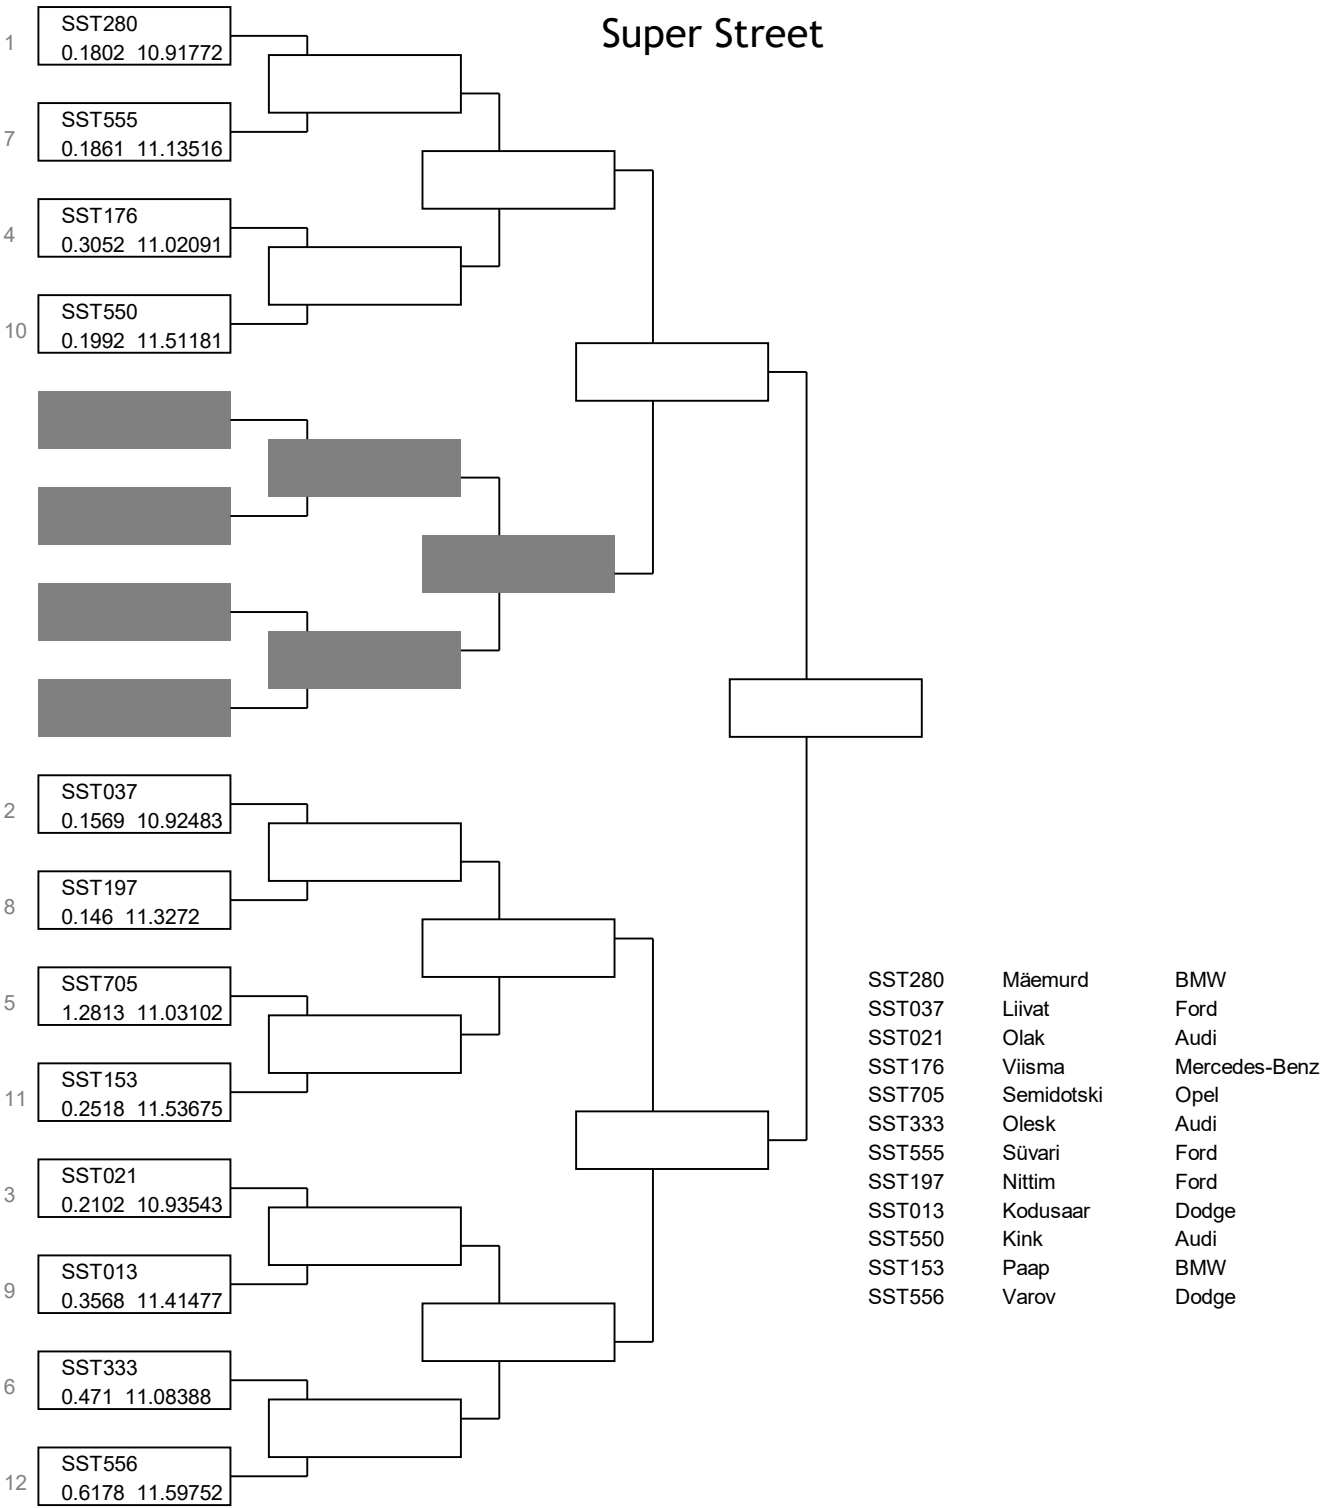 Super Street
1
SST280
0.1802 10.91772
7
SST555
0.1861 11.13516
4
SST176
0.3052 11.02091
10
SST550
0.1992 11.51181
2
SST037
0.1569 10.92483
8
SST197
0.146 11.3272
5
SST705
1.2813 11.03102
11
SST153
0.2518 11.53675
3
SST021
0.2102 10.93543
9
SST013
0.3568 11.41477
6
SST333
0.471 11.08388
12
SST556
0.6178 11.59752
SST280 Mäemurd BMW
SST037 Liivat Ford
SST021 Olak Audi
SST176 Viisma Mercedes-Benz
SST705 Semidotski Opel
SST333 Olesk Audi
SST555 Süvari Ford
SST197 Nittim Ford
SST013 Kodusaar Dodge
SST550 Kink Audi
SST153 Paap BMW
SST556 Varov Dodge